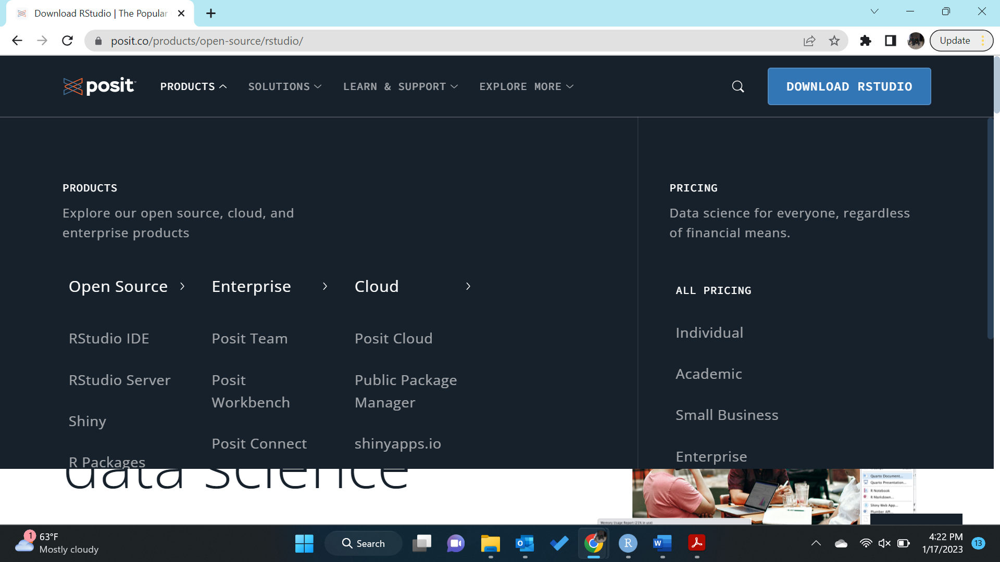 Download RStudio | The Popular
posit.co/products/open-source/rstudio/
Update
posit
PRODUCTS
SOLUTIONS
LEARN & SUPPORT
EXPLORE MORE
DOWNLOAD RSTUDIO
PRODUCTS
Explore our open source, cloud, and
enterprise products
Open Source
Enterprise
Cloud
RStudio IDE
Posit Team
Posit Cloud
RStudio Server
Posit
Workbench
Public Package
Manager
Shiny
Posit Connect
shinyapps.io
R Packages
PRICING
Data science for everyone, regardless
of financial means.
ALL PRICING
Individual
Academic
Small Business
Enterprise
data science
Quarto Document...
Quarto Presentation...
R Notebook
R Markdown...
Shiny Web App...
Plumber API...
Memory Usage Report (21% in use)
1
63°F
Mostly cloudy
Search
4:22 PM
1/17/2023
13